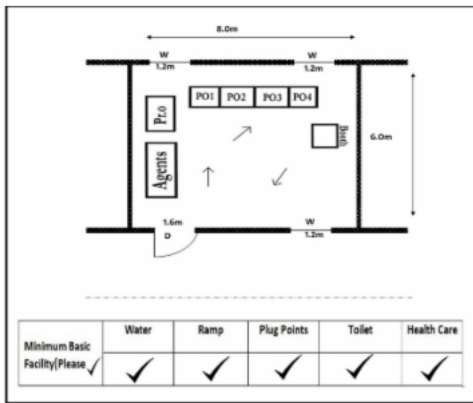 8.0m
W
1.2m
W
1.2m
PO1 PO2 PO3 PO4
P1.O
Agents
Booth
6.0m
1.6m
D
W
1.2m
Minimum Basic
Facility(Please ✓
Water
Ramp
Plug Points
Toilet
Health Care
✓ ✓ ✓ ✓ ✓